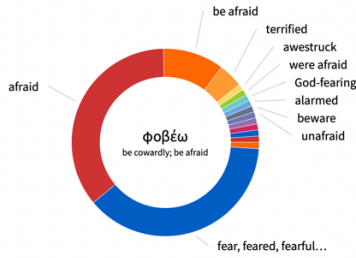 be afraid
terrified
awestruck
were afraid
God-fearing
alarmed
beware
unafraid
afraid
φοβέω
be cowardly; be afraid
fear, feared, fearful…